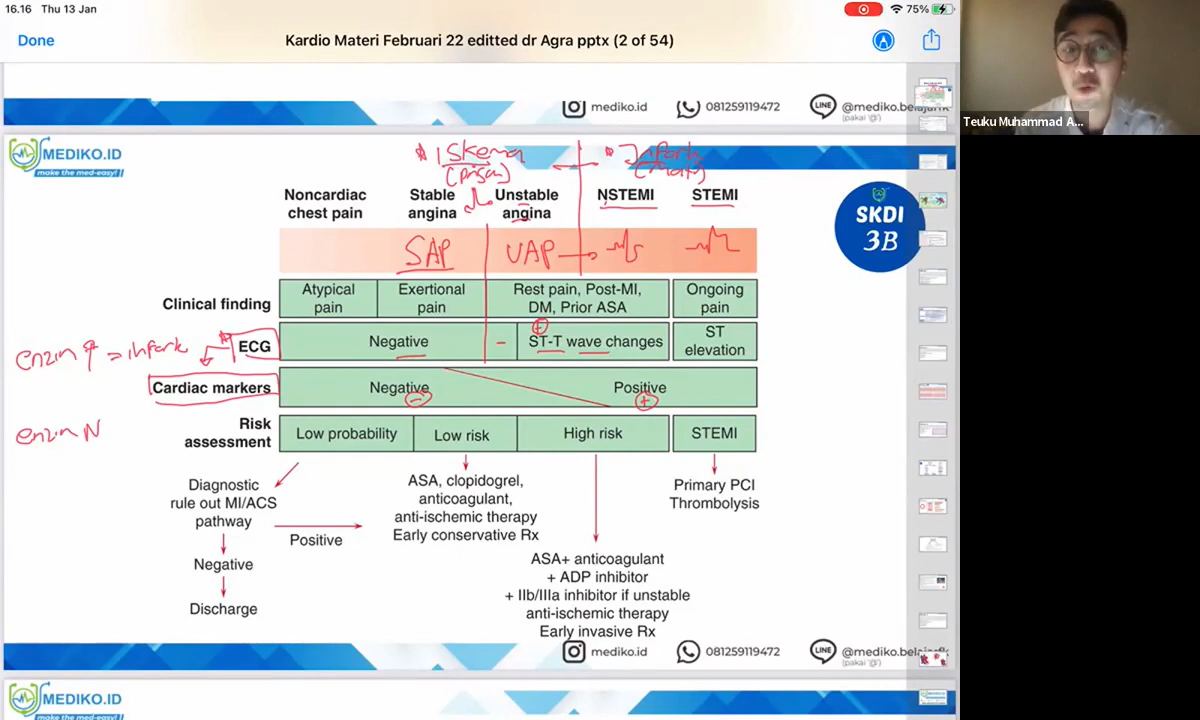 16.16 Thu 13 Jan
75%
Done
Kardio Materi Februari 22 editted dr Agra pptx (2 of 54)
mediko.id
081259119472
LINE
@mediko.belajarfk
(pakai '@')
Teuku Muhammad A...
MEDIKO.ID
make the med-easy!
Iskemia
Infark
(mati)
Noncardiac
chest pain
Stable
angina
Unstable
angina
NSTEMI
STEMI
SKDI
3B
SAP
UAP
Clinical finding
Atypical
pain
Exertional
pain
Rest pain, Post-MI,
DM, Prior ASA
Ongoing
pain
ECG
Negative
-
+
ST-T wave changes
ST
elevation
enzim ↑ = infark
Cardiac markers
Negative
-
Positive
+
enzim N
Risk
assessment
Low probability
Low risk
High risk
STEMI
Diagnostic
rule out MI/ACS
pathway
Positive
Negative
Discharge
ASA, clopidogrel,
anticoagulant,
anti-ischemic therapy
Early conservative Rx
ASA+ anticoagulant
+ ADP inhibitor
+ IIb/IIIa inhibitor if unstable
anti-ischemic therapy
Early invasive Rx
Primary PCI
Thrombolysis
mediko.id
081259119472
LINE
@mediko.belajarfk
(pakai '@')
MEDIKO.ID
make the med-easy!